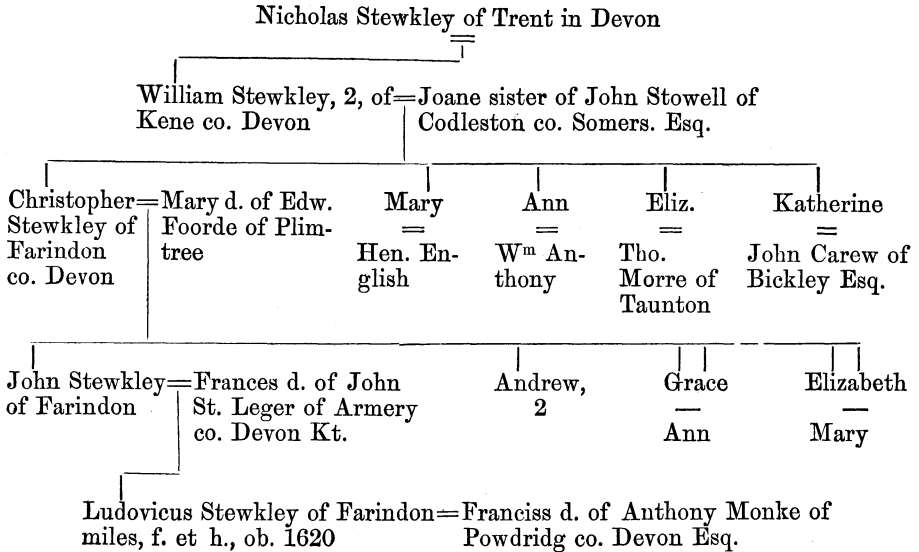 Nicholas Stewkley of Trent in Devon
William Stewkley, 2, of=Joane sister of John Stowell of
Kene co. Devon
Codleston co. Somers. Esq.
Christopher=Mary d. of Edw.
Stewkley of
Farindon
co. Devon
Foorde of Plim-
tree
Mary
=
Hen. En-
glish
Ann
=
Wᵐ An-
thony
Eliz.
=
Tho.
Morre of
Taunton
Katherine
=
John Carew of
Bickley Esq.
John Stewkley=Frances d. of John
of Farindon
St. Leger of Armery
co. Devon Kt.
Andrew,
2
Grace
—
Ann
Elizabeth
—
Mary
Ludovicus Stewkley of Farindon=Franciss d. of Anthony Monke of
miles, f. et h., ob. 1620
Powdridg co. Devon Esq.